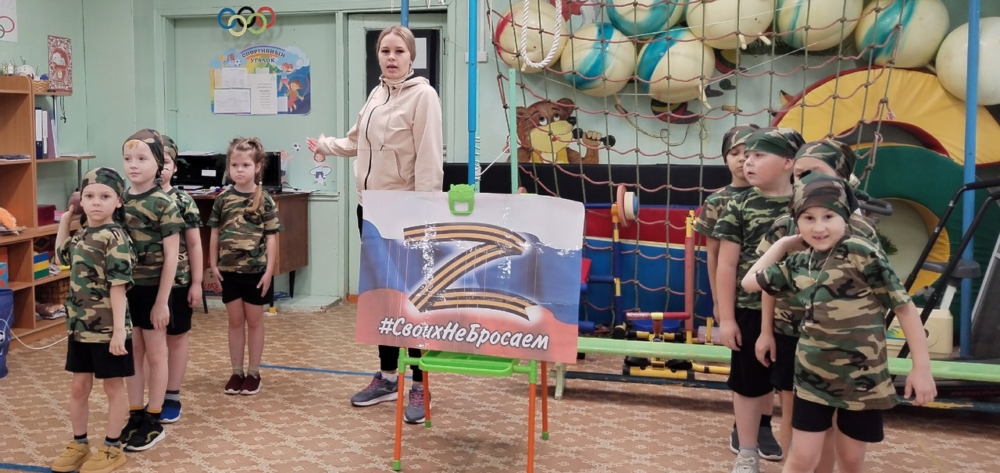 СПОРТИВНЫЙ
УГОЛОК
Z
#СвоихНеБросаем